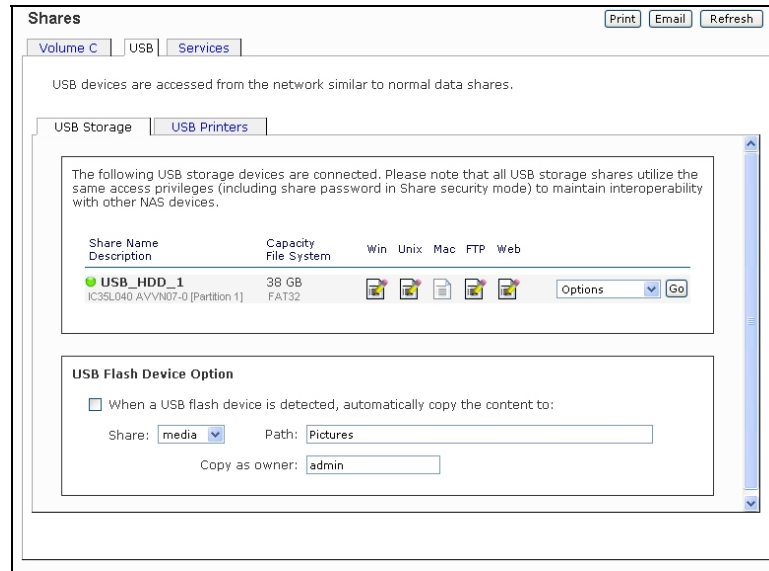 Shares
Print Email Refresh
Volume C USB Services
USB devices are accessed from the network similar to normal data shares.
USB Storage USB Printers
The following USB storage devices are connected. Please note that all USB storage shares utilize the
same access privileges (including share password in Share security mode) to maintain interoperability
with other NAS devices.
Share Name Capacity Win Unix Mac FTP Web
Description File System
USB_HDD_1 38 GB Options Go
IC35L040 AVVN07-0 [Partition 1] FAT32
USB Flash Device Option
When a USB flash device is detected, automatically copy the content to:
Share: media Path: Pictures
Copy as owner: admin